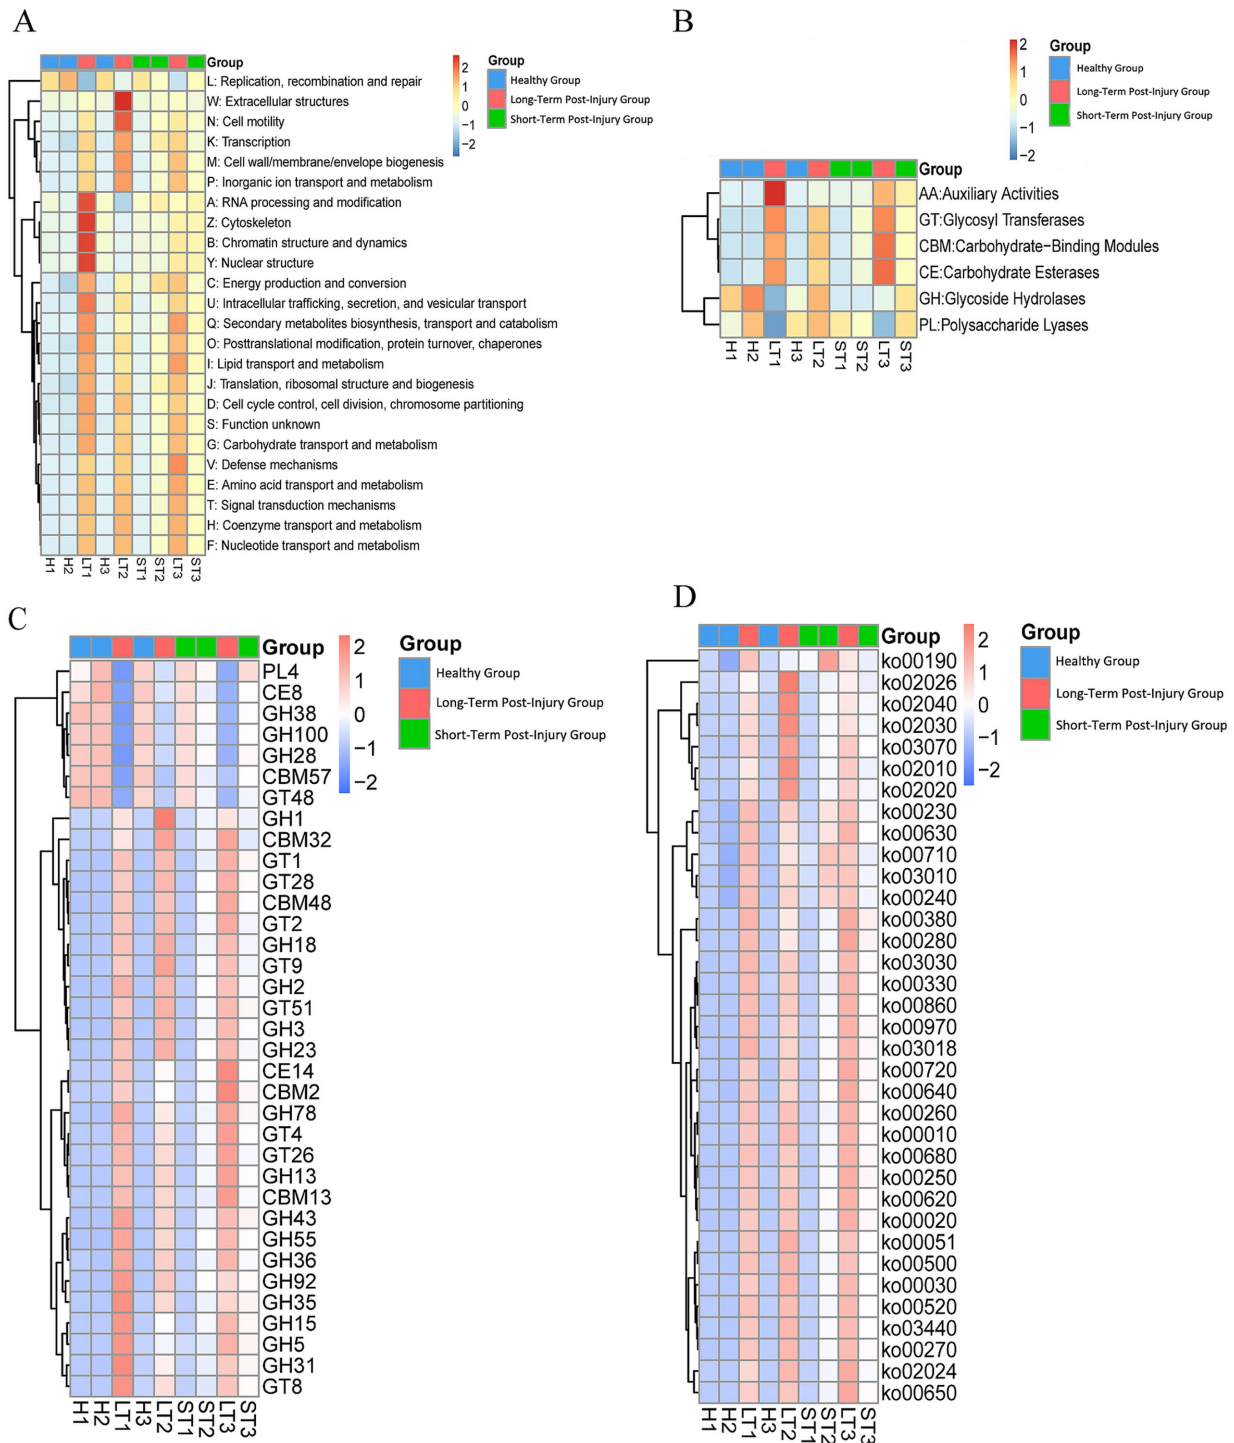 A
Group
L: Replication, recombination and repair
W: Extracellular structures
N: Cell motility
K: Transcription
M: Cell wall/membrane/envelope biogenesis
P: Inorganic ion transport and metabolism
A: RNA processing and modification
Z: Cytoskeleton
B: Chromatin structure and dynamics
Y: Nuclear structure
C: Energy production and conversion
U: Intracellular trafficking, secretion, and vesicular transport
Q: Secondary metabolites biosynthesis, transport and catabolism
O: Posttranslational modification, protein turnover, chaperones
I: Lipid transport and metabolism
J: Translation, ribosomal structure and biogenesis
D: Cell cycle control, cell division, chromosome partitioning
S: Function unknown
G: Carbohydrate transport and metabolism
V: Defense mechanisms
E: Amino acid transport and metabolism
T: Signal transduction mechanisms
H: Coenzyme transport and metabolism
F: Nucleotide transport and metabolism
H1 H2 LT1 H3 LT2 ST1 ST2 LT3 ST3
2
1
0
−1
−2
Group
Healthy Group
Long-Term Post-Injury Group
Short-Term Post-Injury Group
B
2
1
0
−1
−2
Group
Healthy Group
Long-Term Post-Injury Group
Short-Term Post-Injury Group
Group
AA:Auxiliary Activities
GT:Glycosyl Transferases
CBM:Carbohydrate−Binding Modules
CE:Carbohydrate Esterases
GH:Glycoside Hydrolases
PL:Polysaccharide Lyases
H1 H2 LT1 H3 LT2 ST1 ST2 LT3 ST3
C
Group
PL4
CE8
GH38
GH100
GH28
CBM57
GT48
GH1
CBM32
GT1
GT28
CBM48
GT2
GH18
GT9
GH2
GT51
GH3
GH23
CE14
CBM2
GH78
GT4
GT26
GH13
CBM13
GH43
GH55
GH36
GH92
GH35
GH15
GH5
GH31
GT8
H1 H2 LT1 H3 LT2 ST1 ST2 LT3 ST3
2
1
0
−1
−2
Group
Healthy Group
Long-Term Post-Injury Group
Short-Term Post-Injury Group
D
Group
ko00190
ko02026
ko02040
ko02030
ko03070
ko02010
ko02020
ko00230
ko00630
ko00710
ko03010
ko00240
ko00380
ko00280
ko03030
ko00330
ko00860
ko00970
ko03018
ko00720
ko00640
ko00260
ko00010
ko00680
ko00250
ko00620
ko00020
ko00051
ko00500
ko00030
ko00520
ko03440
ko00270
ko02024
ko00650
H1 H2 LT1 H3 LT2 ST1 ST2 LT3 ST3
2
1
0
−1
−2
Group
Healthy Group
Long-Term Post-Injury Group
Short-Term Post-Injury Group